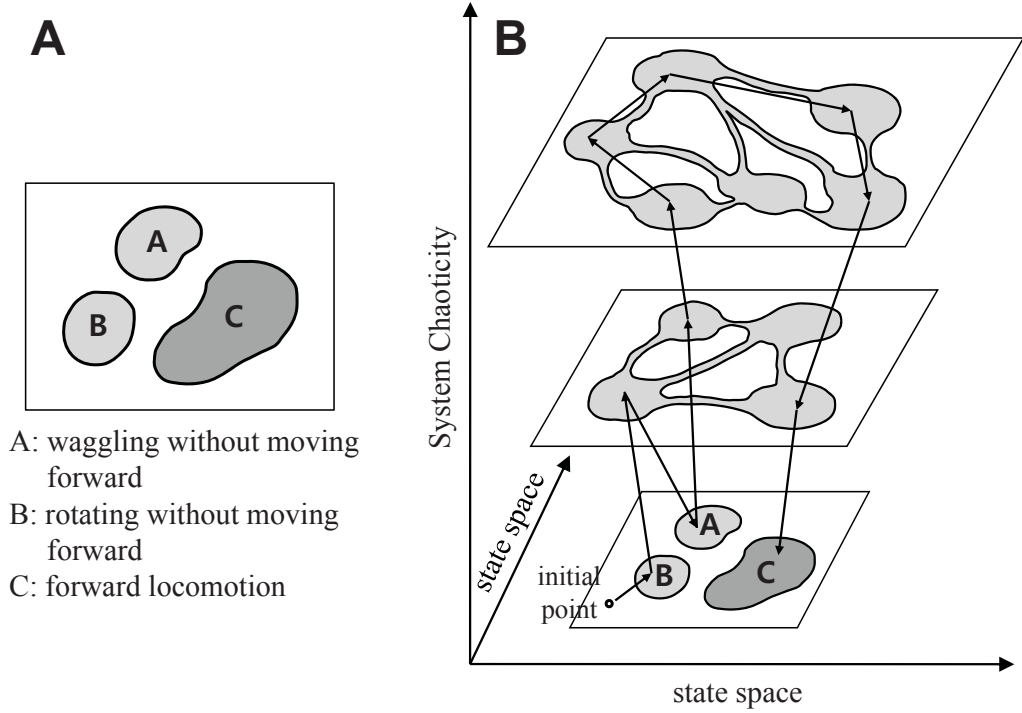 A
A
B
C
A: waggling without moving
forward
B: rotating without moving
forward
C: forward locomotion
B
System Chaoticity
state space
A
B
C
initial
point
state space